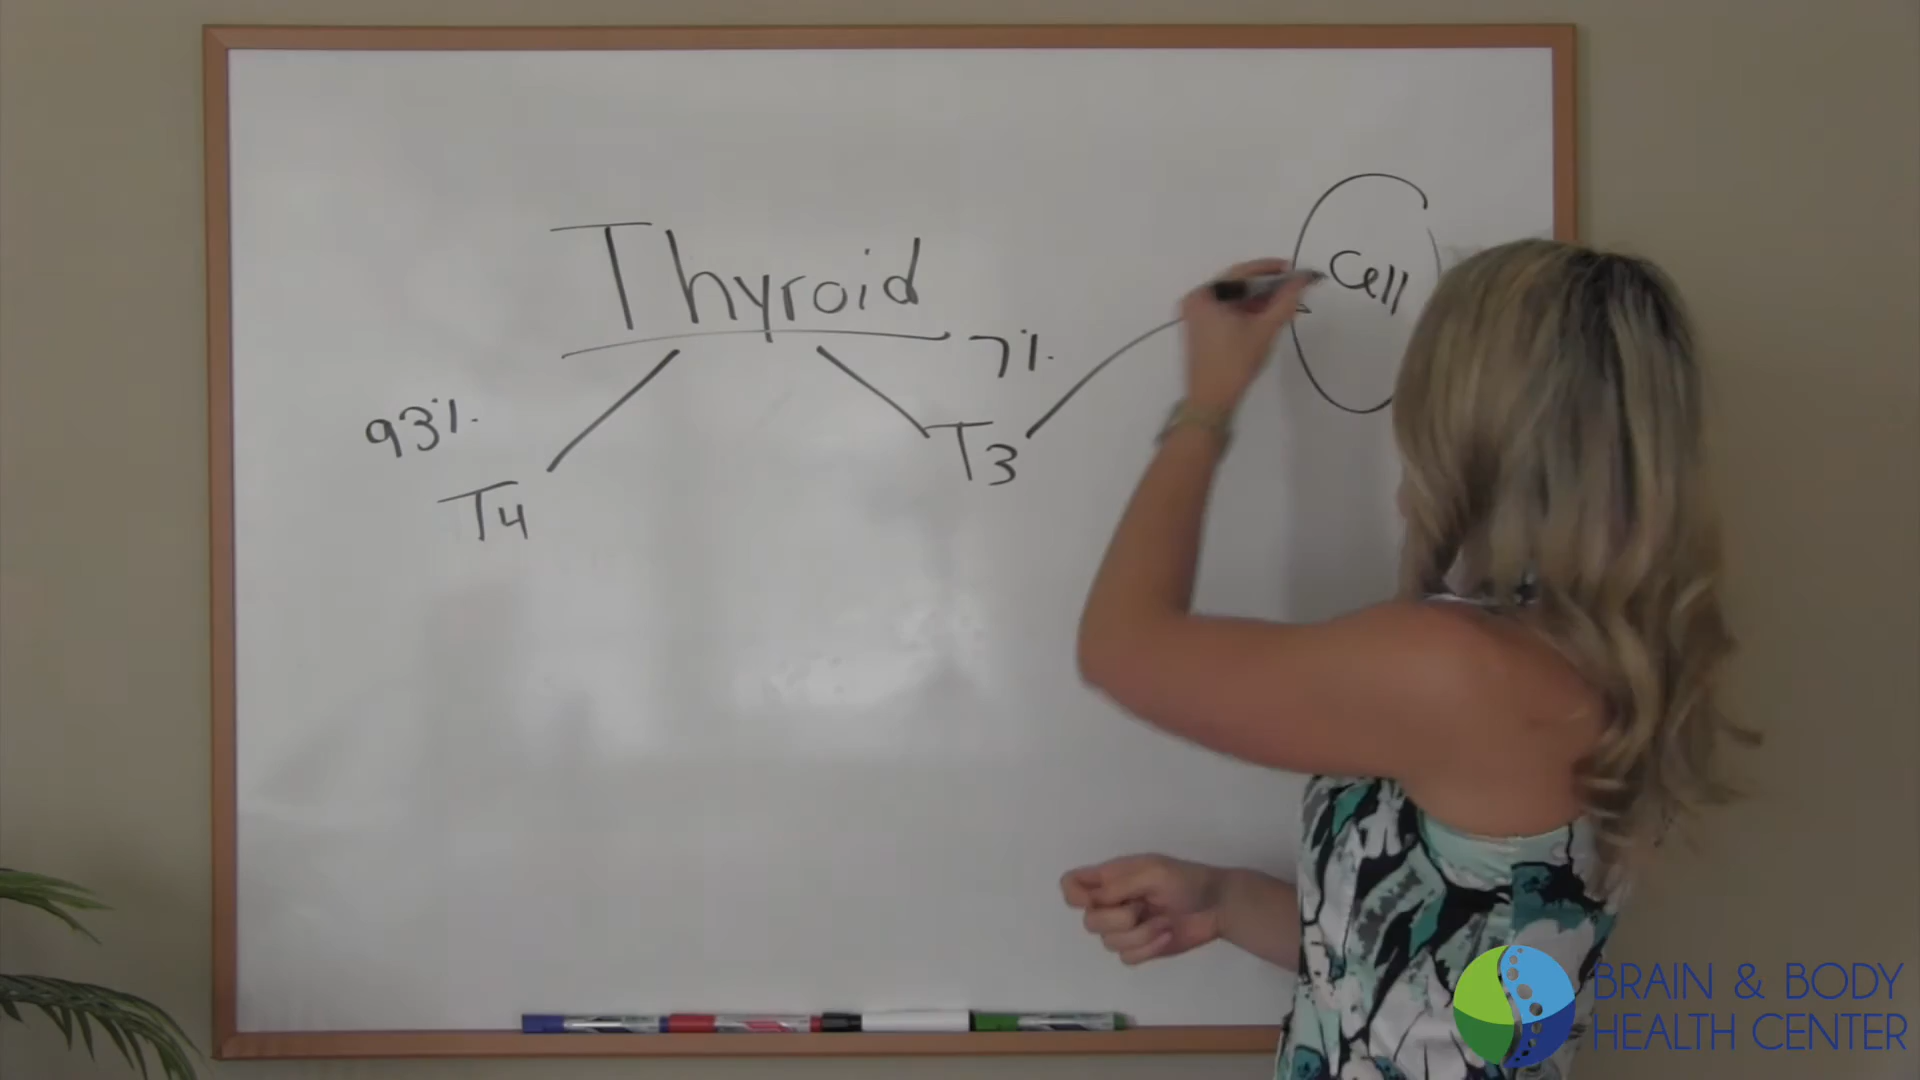 Thyroid
7%
93%
T3
T4
Cell
BRAIN & BODY
HEALTH CENTER